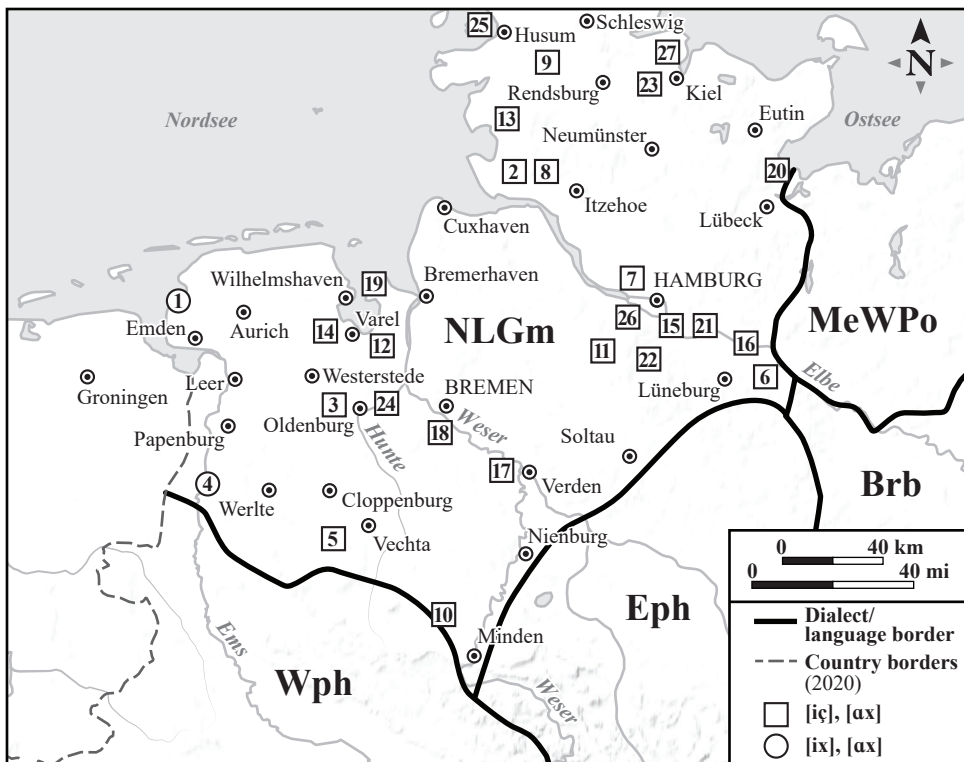 25
Schleswig
Husum
27
N
9
Rendsburg
23
Kiel
13
Eutin
Nordsee
Neumünster
Ostsee
2
8
20
Itzehoe
Cuxhaven
Lübeck
Wilhelmshaven
19
Bremerhaven
7
HAMBURG
1
Aurich
Varel
NLGm
26
15
21
MeWPo
Emden
14
12
16
11
22
Groningen
Leer
Westerstede
BREMEN
Lüneburg
6
Elbe
3
24
Oldenburg
Papenburg
Hunte
18
Weser
Soltau
4
17
Verden
Brb
Werlte
Cloppenburg
5
Vechta
Nienburg
0 40 km
0 40 mi
10
Eph
Minden
Dialect/
language border
Ems
Wph
Weser
Country borders
(2020)
[iç], [ɑx]
[ix], [ɑx]